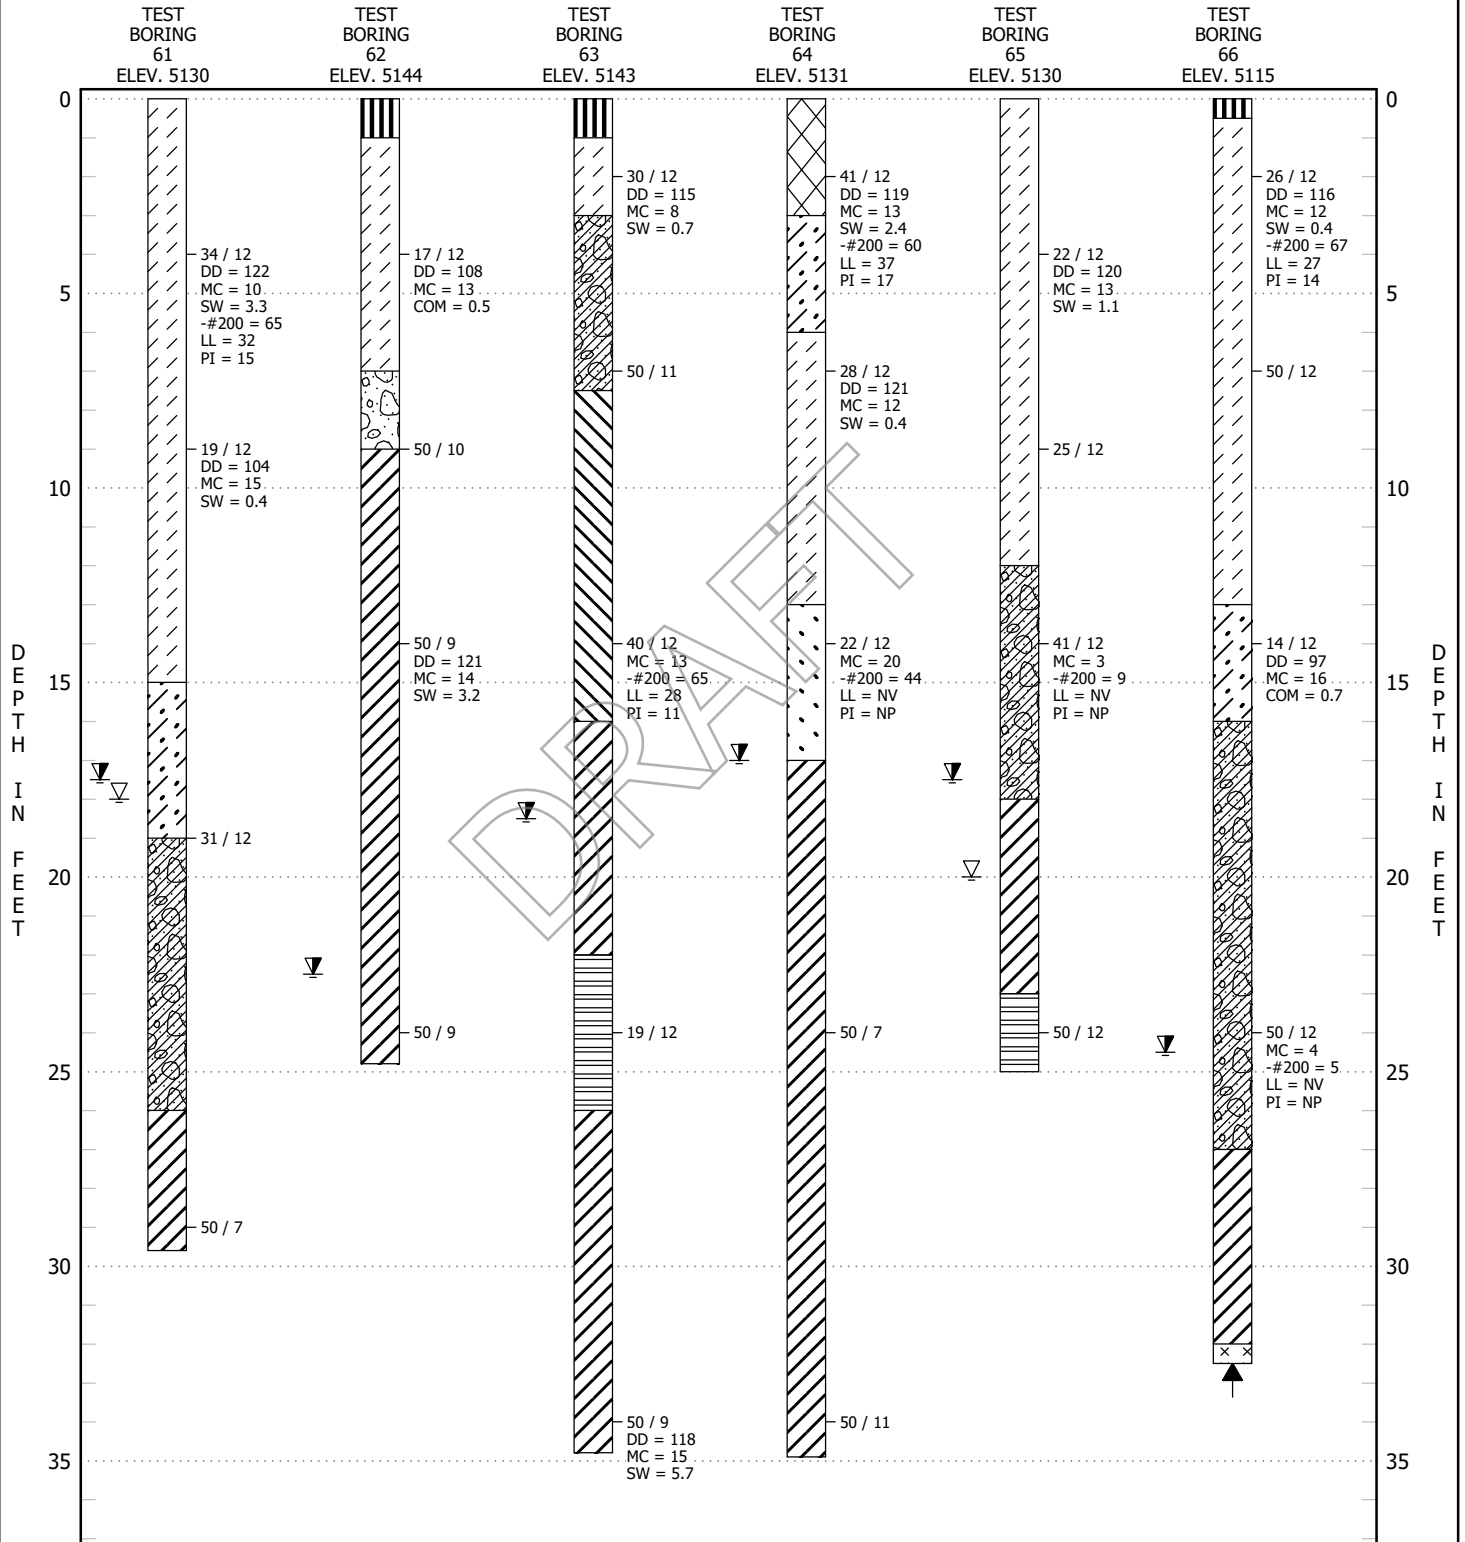 TEST
BORING
61
ELEV. 5130
TEST
BORING
62
ELEV. 5144
TEST
BORING
63
ELEV. 5143
TEST
BORING
64
ELEV. 5131
TEST
BORING
65
ELEV. 5130
TEST
BORING
66
ELEV. 5115
0
5
10
15
20
25
30
35
DEPTH IN FEET
34 / 12
DD = 122
MC = 10
SW = 3.3
-#200 = 65
LL = 32
PI = 15
19 / 12
DD = 104
MC = 15
SW = 0.4
31 / 12
50 / 7
17 / 12
DD = 108
MC = 13
COM = 0.5
50 / 10
50 / 9
DD = 121
MC = 14
SW = 3.2
50 / 9
30 / 12
DD = 115
MC = 8
SW = 0.7
50 / 11
40 / 12
MC = 13
-#200 = 65
LL = 28
PI = 11
19 / 12
50 / 9
DD = 118
MC = 15
SW = 5.7
41 / 12
DD = 119
MC = 13
SW = 2.4
-#200 = 60
LL = 37
PI = 17
28 / 12
DD = 121
MC = 12
SW = 0.4
22 / 12
MC = 20
-#200 = 44
LL = NV
PI = NP
50 / 7
50 / 11
22 / 12
DD = 120
MC = 13
SW = 1.1
25 / 12
41 / 12
MC = 3
-#200 = 9
LL = NV
PI = NP
50 / 12
26 / 12
DD = 116
MC = 12
SW = 0.4
-#200 = 67
LL = 27
PI = 14
50 / 12
14 / 12
DD = 97
MC = 16
COM = 0.7
50 / 12
MC = 4
-#200 = 5
LL = NV
PI = NP
0
5
10
15
20
25
30
35
DEPTH IN FEET
DRAFT